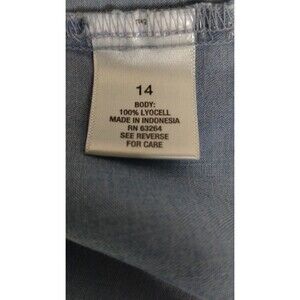 14
BODY:
100% LYOCELL
MADE IN INDONESIA
RN 63264
SEE REVERSE
FOR CARE